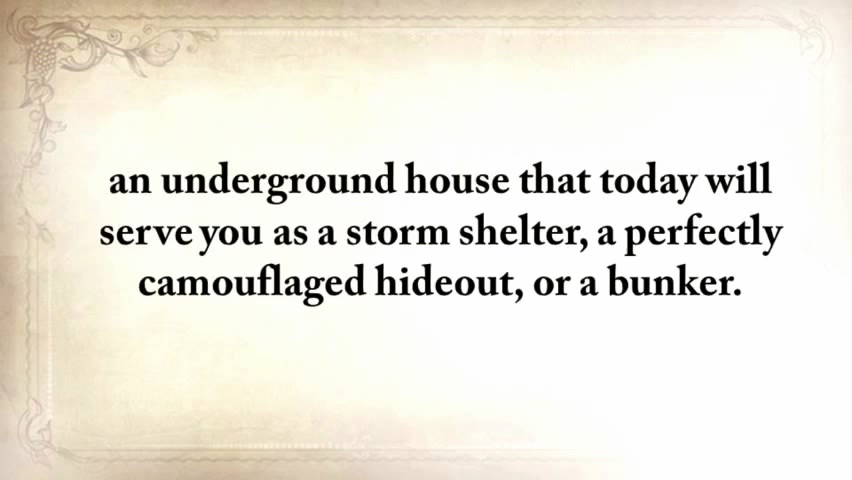 an underground house that today will
serve you as a storm shelter, a perfectly
camouflaged hideout, or a bunker.